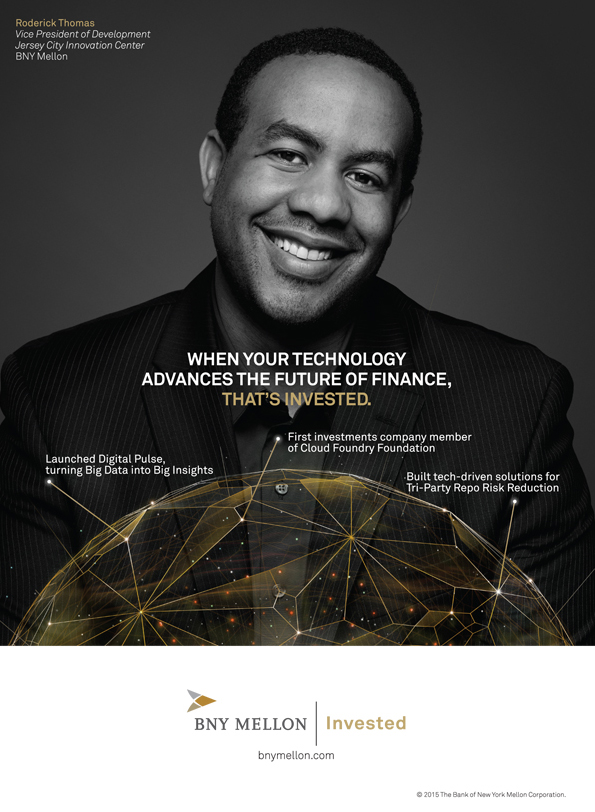 Roderick Thomas
Vice President of Development
Jersey City Innovation Center
BNY Mellon
WHEN YOUR TECHNOLOGY
ADVANCES THE FUTURE OF FINANCE,
THAT'S INVESTED.
First investments company member
of Cloud Foundry Foundation
Launched Digital Pulse,
turning Big Data into Big Insights
Built tech-driven solutions for
Tri-Party Repo Risk Reduction
BNY MELLON
Invested
bnymellon.com
© 2015 The Bank of New York Mellon Corporation.